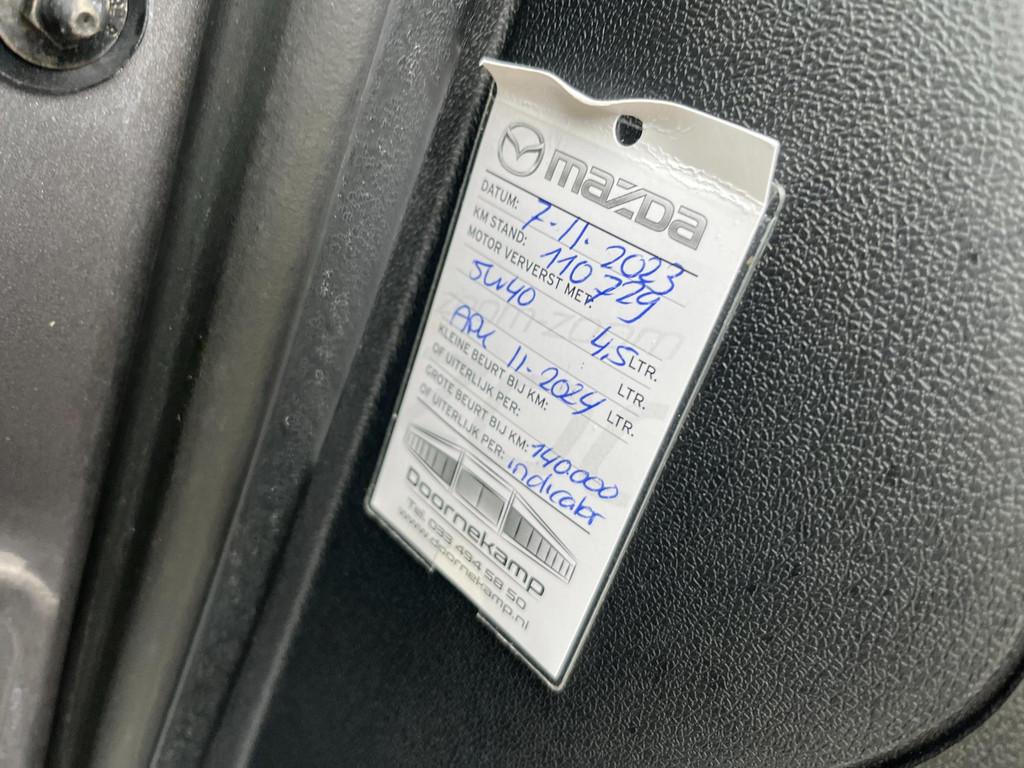 mazda
DATUM: 7-11-2023
KM STAND: 110 729
MOTOR VERVERST MET:
5W40 4,5 LTR.
LTR.
APK 11-2024 LTR.
KLEINE BEURT BIJ KM:
OF UITERLIJK PER:
GROTE BEURT BIJ KM: 140.000
OF UITERLIJK PER: indicator
Doornekamp
Tel. 033 494 58 50
www.doornekamp.nl